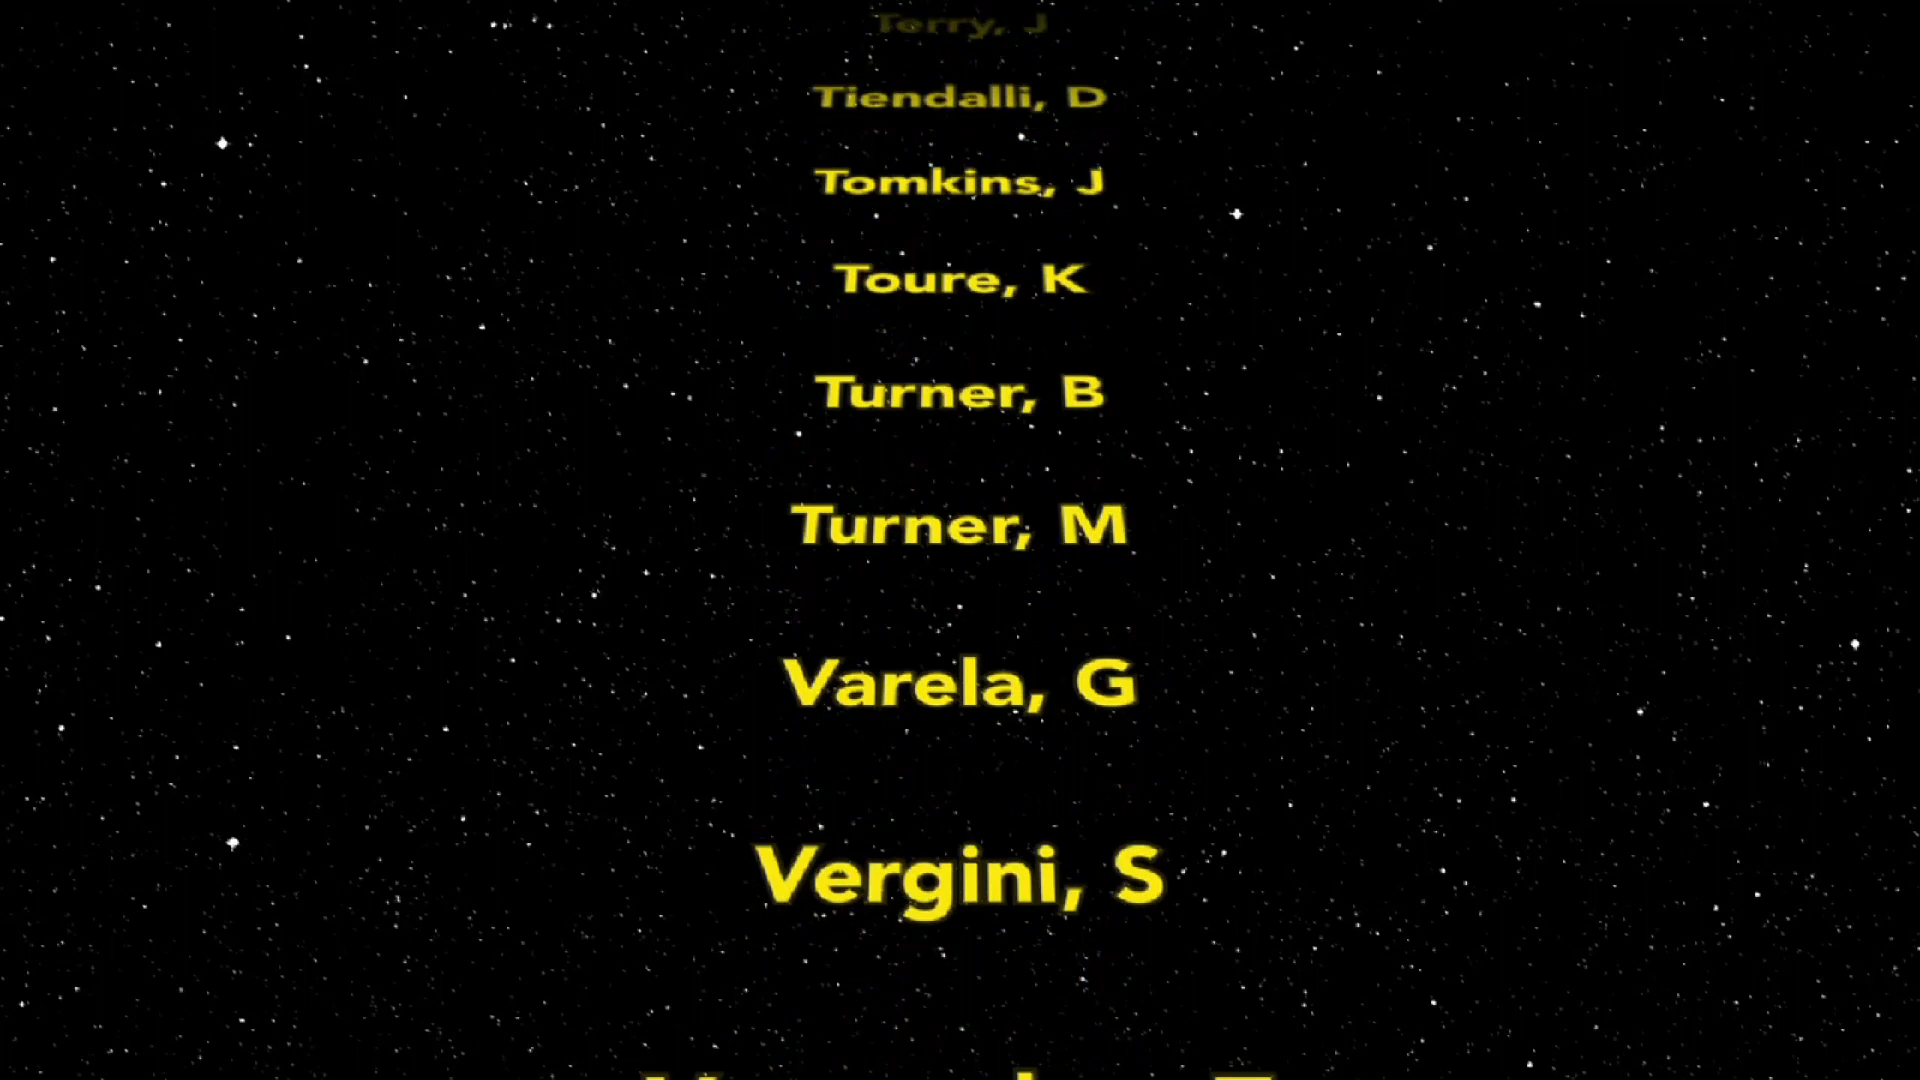 Terry, J
Tiendalli, D
Tomkins, J
Toure, K
Turner, B
Turner, M
Varela, G
Vergini, S